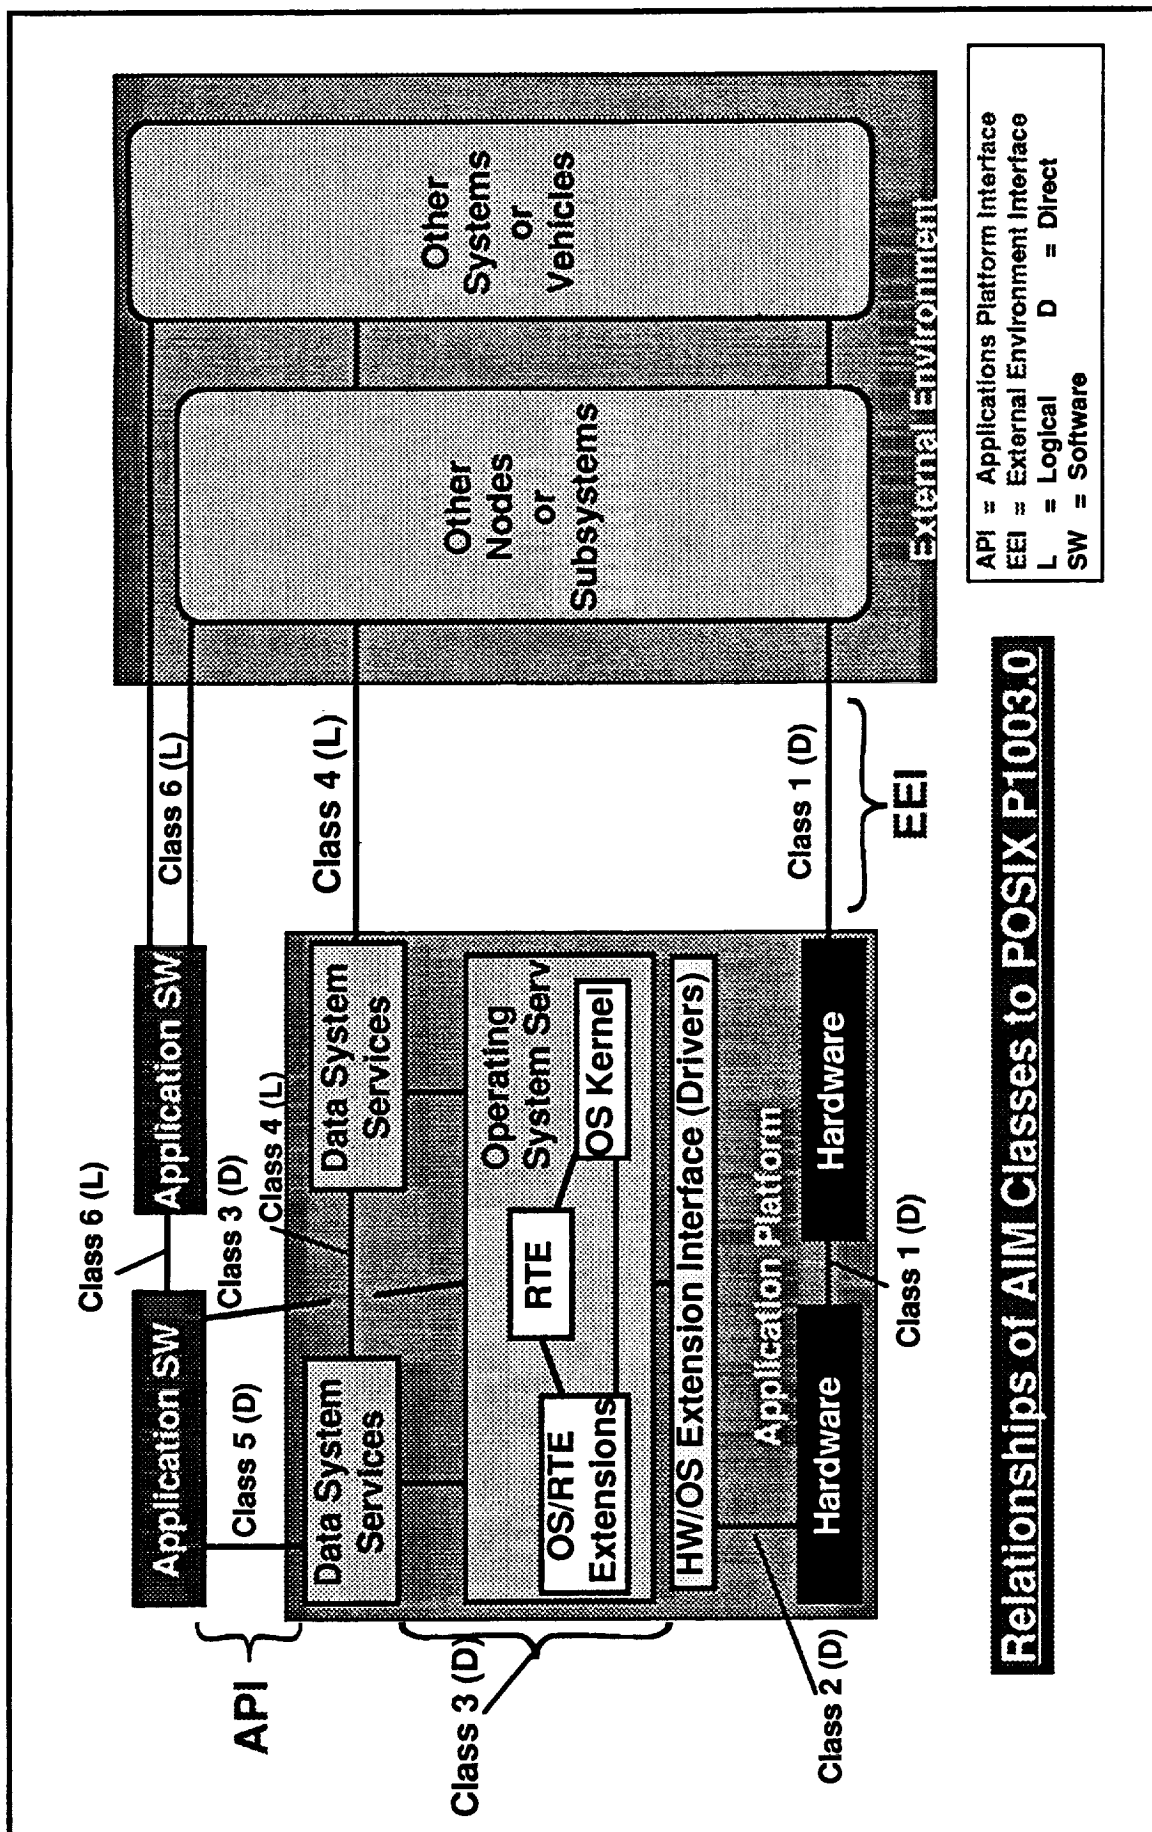 Class 6 (L)
Application SW
Application SW
Class 6 (L)
API
Class 5 (D)
Class 3 (D)
Class 4 (L)
Data System
Services
Data System
Services
Class 4 (L)
Class 3 (D)
Operating
System Serv
OS/RTE
Extensions
RTE
OS Kernel
HW/OS Extension Interface (Drivers)
Application Platform
Class 2 (D)
Hardware
Hardware
Class 1 (D)
Class 1 (D)
EEI
Other
Nodes
or
Subsystems
Other
Systems
or
Vehicles
External Environment
API = Applications Platform Interface
EEI = External Environment Interface
L = Logical D = Direct
SW = Software
Relationships of AIM Classes to POSIX P1003.0